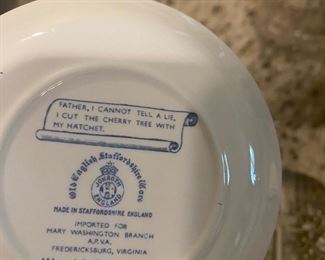 FATHER, I CANNOT TELL A LIE,
I CUT THE CHERRY TREE WITH
MY HATCHET.
Old English Staffordshire Ware
JONROTH
ENGLAND
MADE IN STAFFORDSHIRE ENGLAND
IMPORTED FOR
MARY WASHINGTON BRANCH
A.P.V.A.
FREDERICKSBURG, VIRGINIA